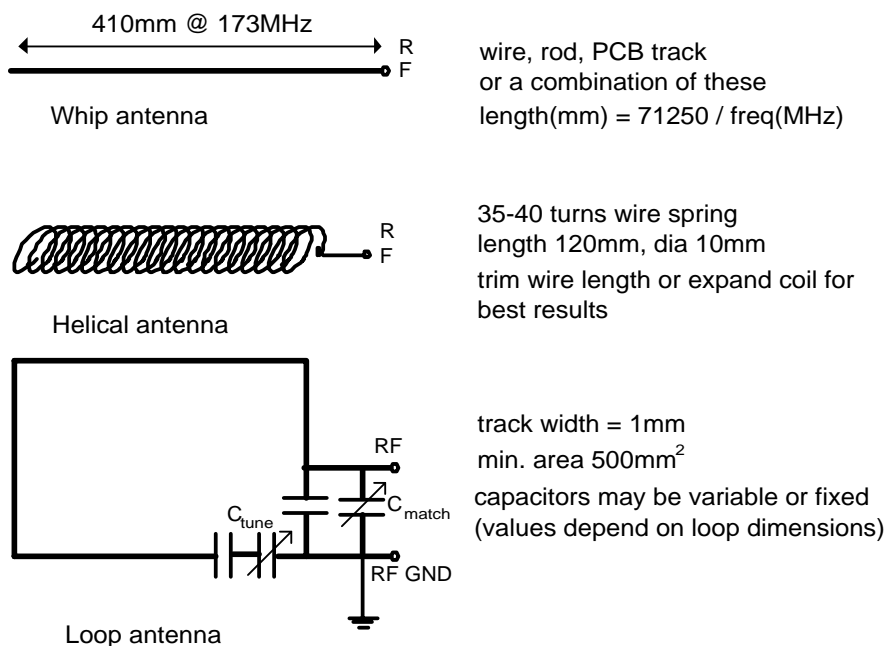 410mm @ 173MHz
R
F
wire, rod, PCB track
or a combination of these
length(mm) = 71250 / freq(MHz)
Whip antenna
R
F
35-40 turns wire spring
length 120mm, dia 10mm
trim wire length or expand coil for
best results
Helical antenna
track width = 1mm
min. area 500mm²
capacitors may be variable or fixed
(values depend on loop dimensions)
RF
Ctune
Cmatch
RF GND
Loop antenna